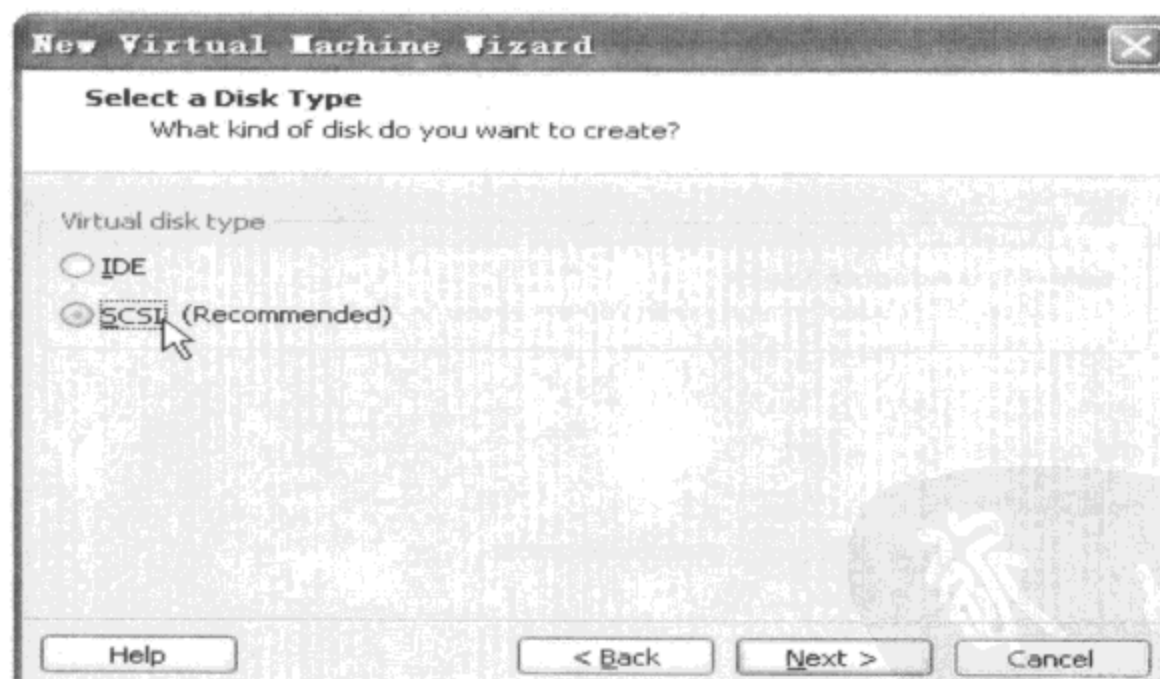 New Virtual Machine Wizard
Select a Disk Type
What kind of disk do you want to create?
Virtual disk type
IDE
SCSI (Recommended)
Help
< Back
Next >
Cancel